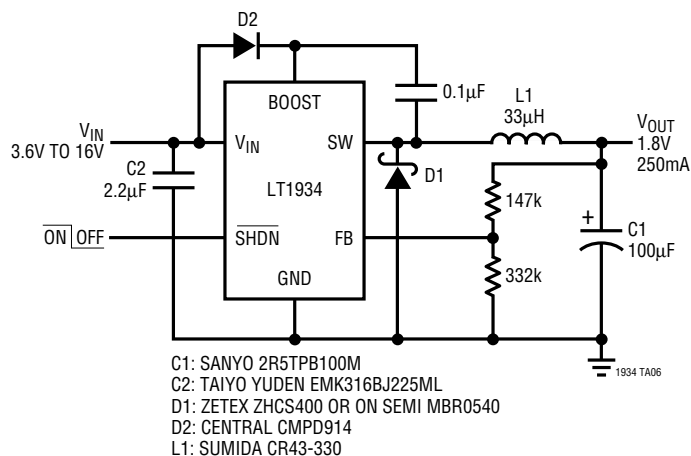 D2
BOOST
0.1µF
L1
33µH
VIN
3.6V TO 16V
VIN
SW
VOUT
1.8V
250mA
C2
2.2µF
LT1934
D1
147k
ON OFF
SHDN
FB
+
C1
100µF
332k
GND
1934 TA06
C1: SANYO 2R5TPB100M
C2: TAIYO YUDEN EMK316BJ225ML
D1: ZETEX ZHCS400 OR ON SEMI MBR0540
D2: CENTRAL CMPD914
L1: SUMIDA CR43-330